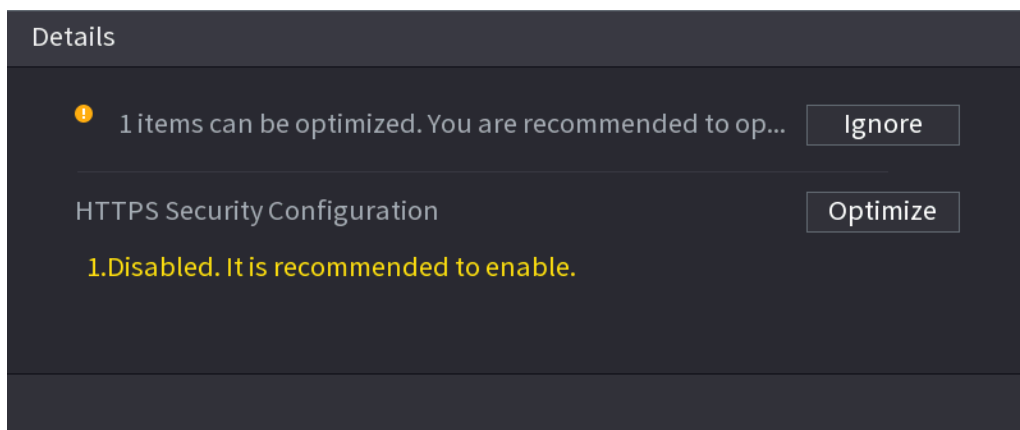 Details
1 items can be optimized. You are recommended to op...
Ignore
HTTPS Security Configuration
Optimize
1.Disabled. It is recommended to enable.